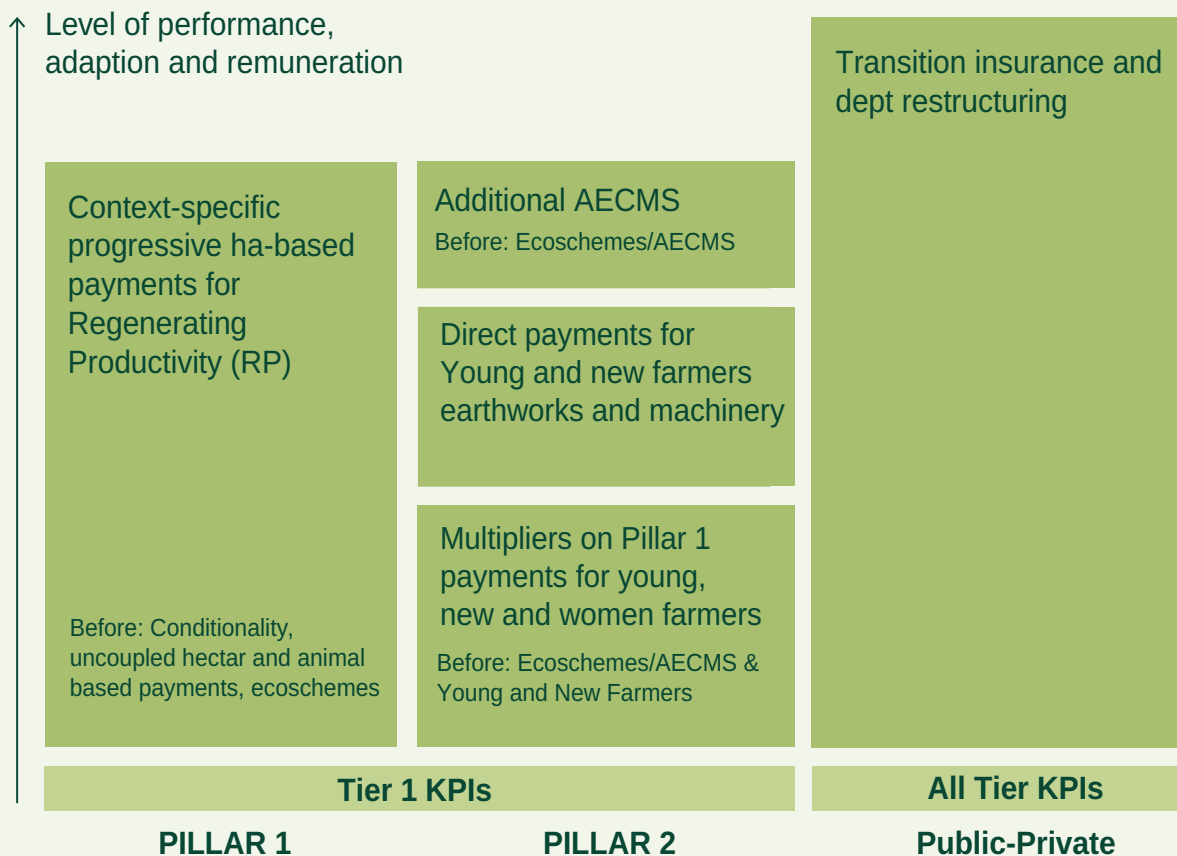 Level of performance,
adaption and remuneration
Context-specific
progressive ha-based
payments for
Regenerating
Productivity (RP)
Before: Conditionality,
uncoupled hectar and animal
based payments, ecoschemes
Additional AECMS
Before: Ecoschemes/AECMS
Direct payments for
Young and new farmers
earthworks and machinery
Multipliers on Pillar 1
payments for young,
new and women farmers
Before: Ecoschemes/AECMS &
Young and New Farmers
Transition insurance and
dept restructuring
Tier 1 KPIs
All Tier KPIs
PILLAR 1
PILLAR 2
Public-Private